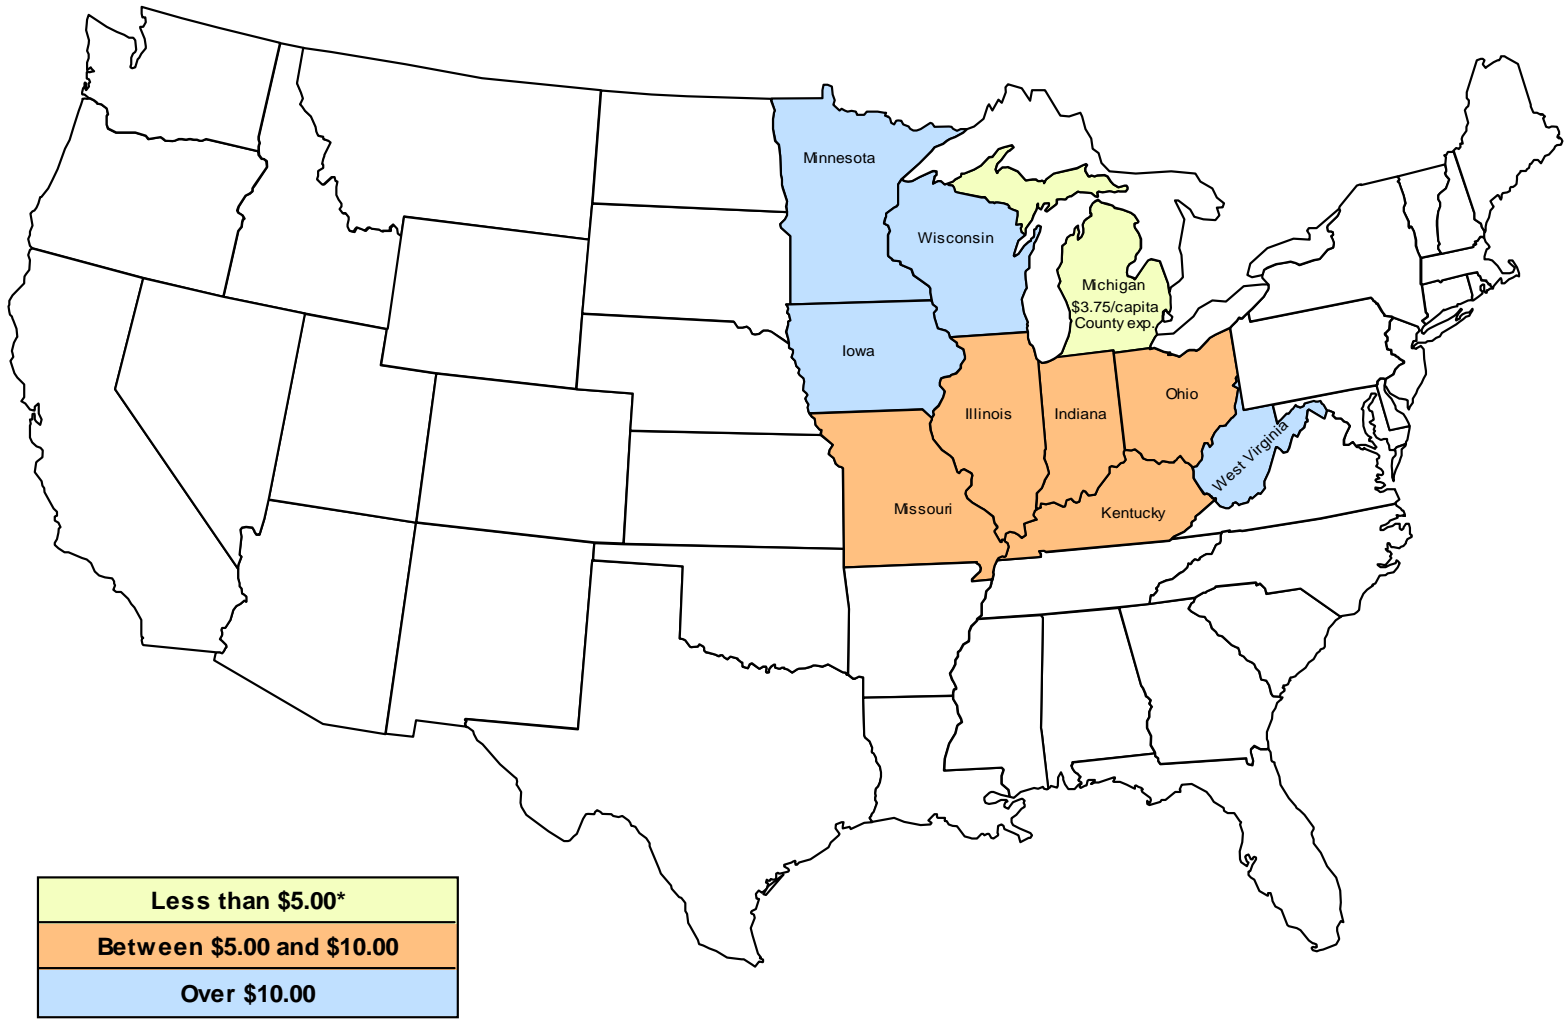 Minnesota
Wisconsin
Michigan
$3.75/capita
County exp.
Iowa
Illinois
Indiana
Ohio
West Virginia
Missouri
Kentucky
Less than $5.00*
Between $5.00 and $10.00
Over $10.00